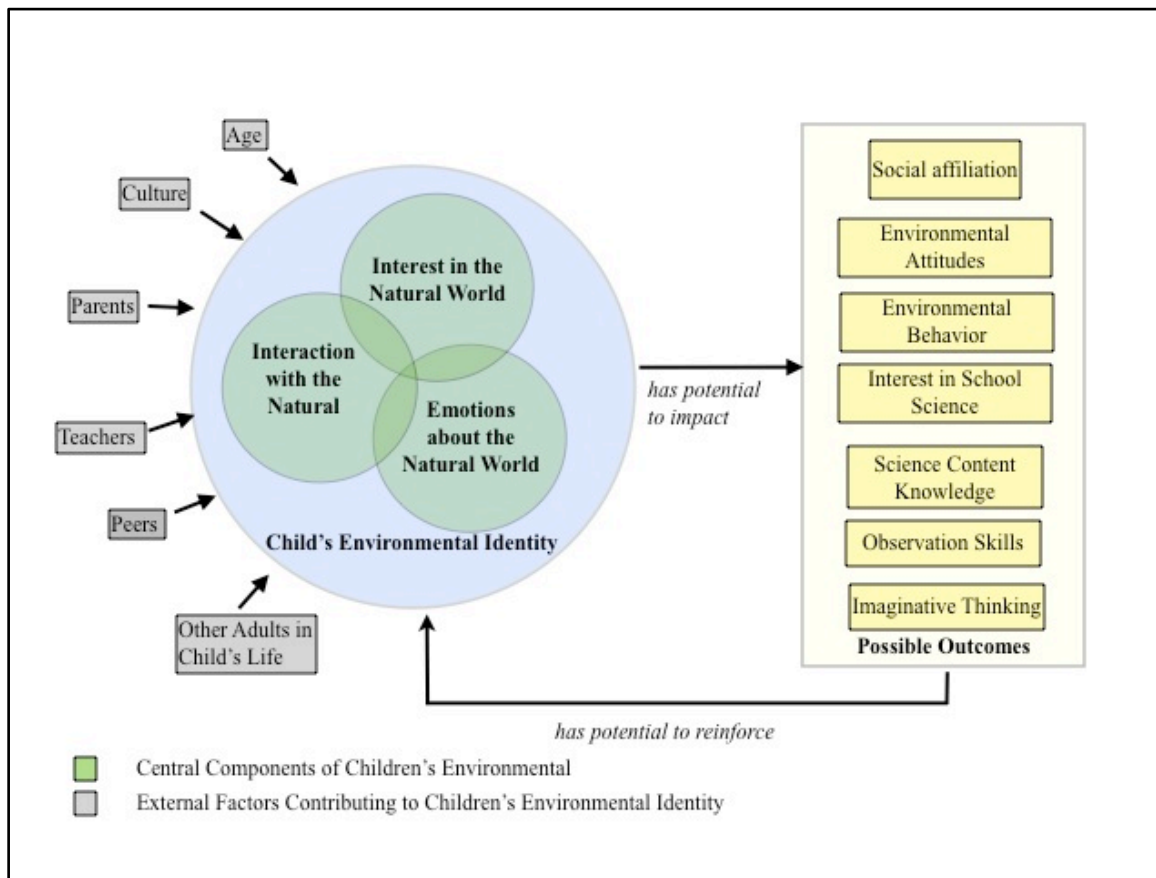 Age
Culture
Parents
Teachers
Peers
Other Adults in
Child's Life
Interest in the
Natural World
Interaction
with the
Natural
Emotions
about the
Natural World
Child's Environmental Identity
has potential
to impact
Social affiliation
Environmental
Attitudes
Environmental
Behavior
Interest in School
Science
Science Content
Knowledge
Observation Skills
Imaginative Thinking
Possible Outcomes
has potential to reinforce
Central Components of Children's Environmental
External Factors Contributing to Children's Environmental Identity